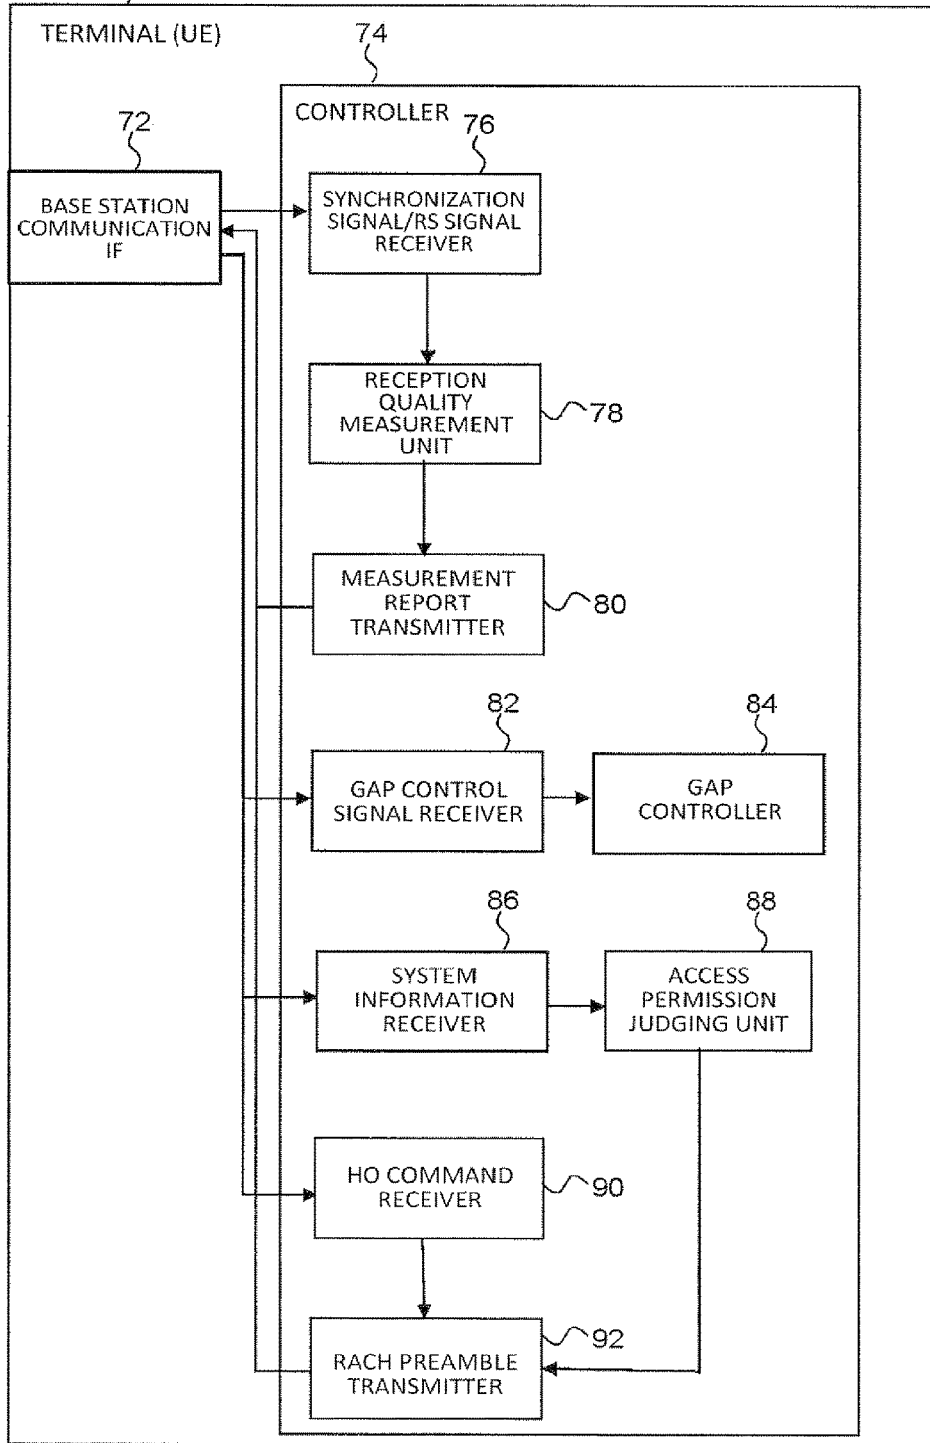 TERMINAL (UE)
74
CONTROLLER
72
76
BASE STATION
COMMUNICATION
IF
SYNCHRONIZATION
SIGNAL/RS SIGNAL
RECEIVER
RECEPTION
QUALITY
MEASUREMENT
UNIT
78
MEASUREMENT
REPORT
TRANSMITTER
80
82
84
GAP CONTROL
SIGNAL RECEIVER
GAP
CONTROLLER
86
88
SYSTEM
INFORMATION
RECEIVER
ACCESS
PERMISSION
JUDGING UNIT
HO COMMAND
RECEIVER
90
92
RACH PREAMBLE
TRANSMITTER